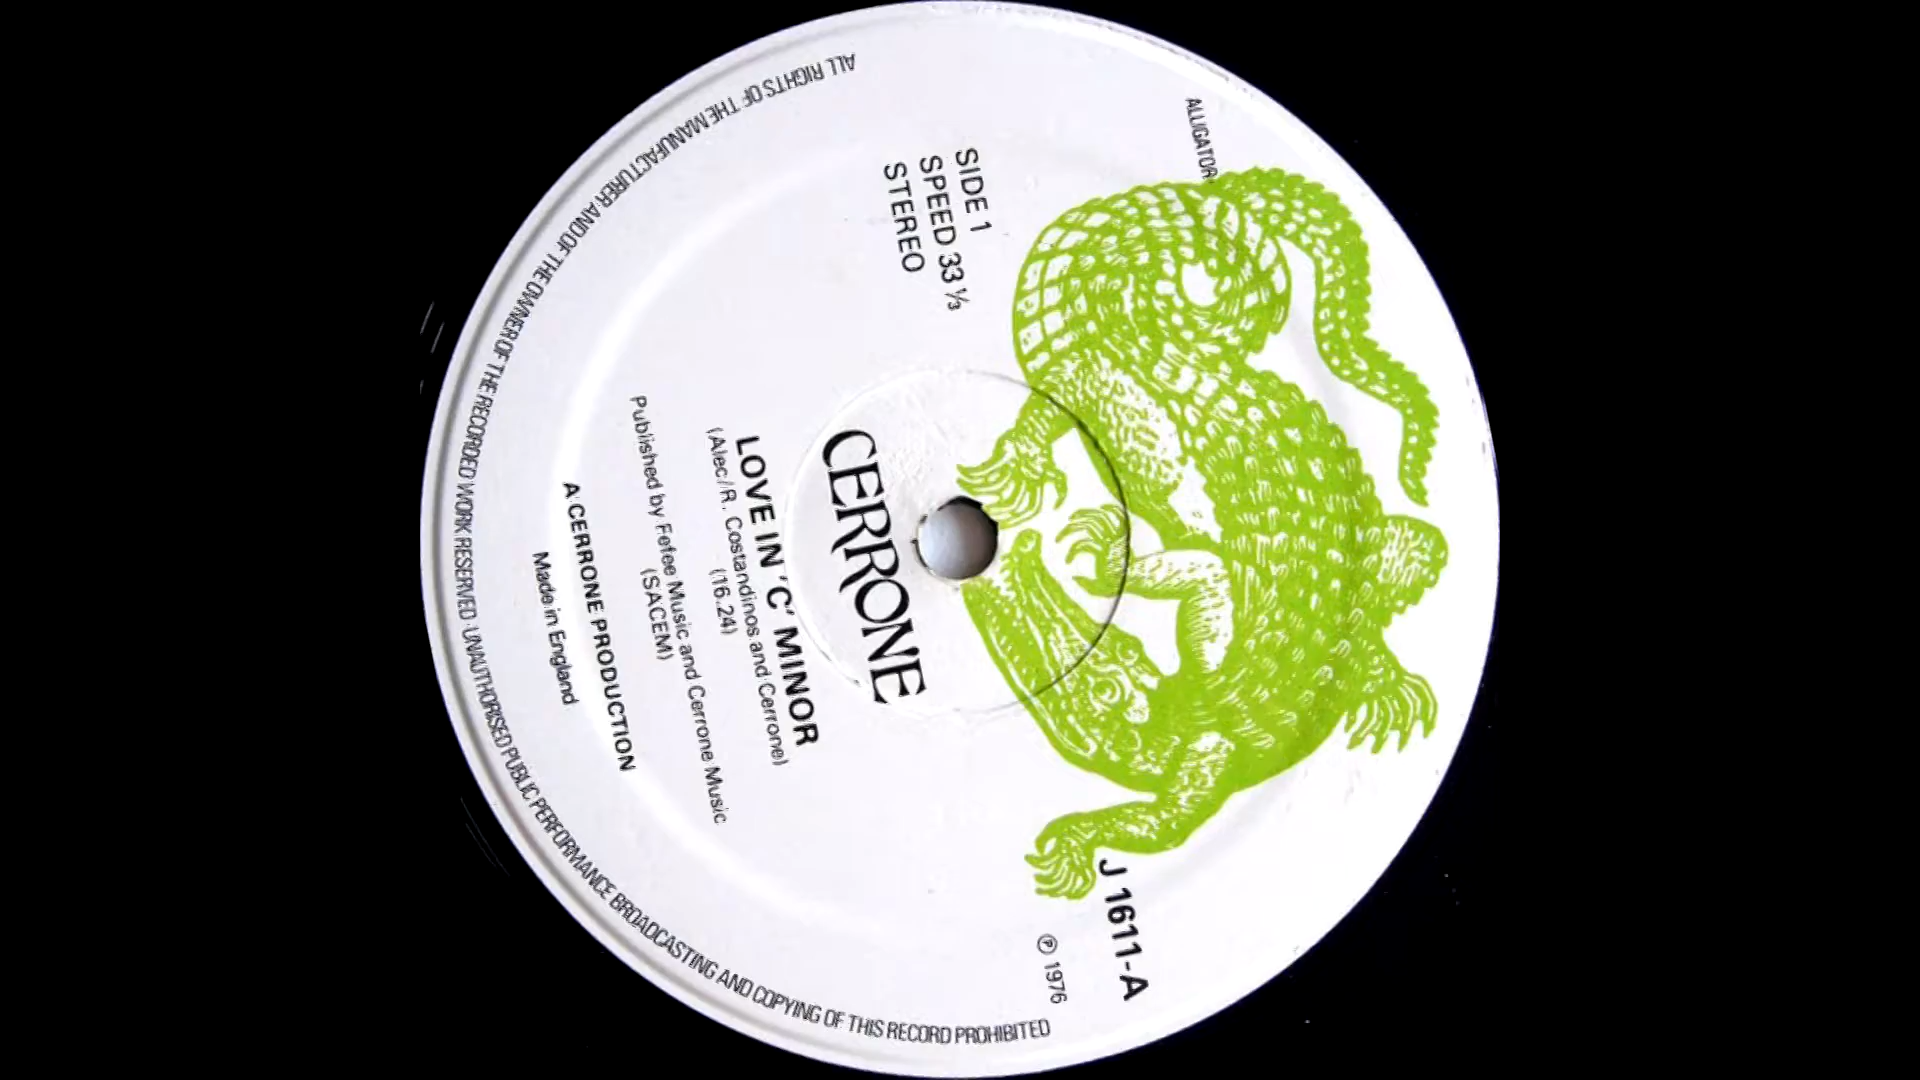 ALLIGATOR
SIDE 1
SPEED 33 ⅓
STEREO
J 1611-A
℗ 1976
CERRONE
LOVE IN 'C' MINOR
(Alec/R. Costandinos and Cerrone)
(16.24)
Published by Fefee Music and Cerrone Music
(SACEM)
A CERRONE PRODUCTION
Made in England
ALL RIGHTS OF THE MANUFACTURER AND OF THE OWNER OF THE RECORDED WORK RESERVED UNAUTHORISED PUBLIC PERFORMANCE BROADCASTING AND COPYING OF THIS RECORD PROHIBITED